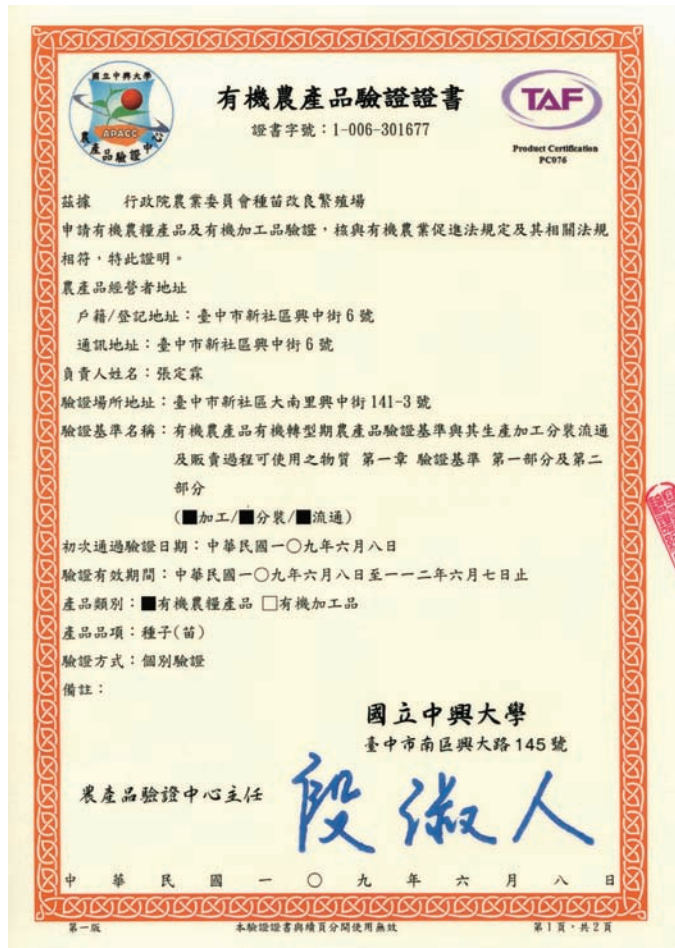 國立中興大學
APACC
農產品驗證中心
有機農產品驗證證書
證書字號：1-006-301677
TAF
Product Certification
PC076
茲據 行政院農業委員會種苗改良繁殖場
申請有機農糧產品及有機加工品驗證，核與有機農業促進法規定及其相關法規
相符，特此證明。
農產品經營者地址
戶籍/登記地址：臺中市新社區興中街6號
通訊地址：臺中市新社區興中街6號
負責人姓名：張定霖
驗證場所地址：臺中市新社區大南里興中街141-3號
驗證基準名稱：有機農產品有機轉型期農產品驗證基準與其生產加工分裝流通
及販賣過程可使用之物質 第一章 驗證基準 第一部分及第二
部分
(■加工/■分裝/■流通)
初次通過驗證日期：中華民國一〇九年六月八日
驗證有效期間：中華民國一〇九年六月八日至一一二年六月七日止
產品類別：■有機農糧產品 □有機加工品
產品品項：種子(苗)
驗證方式：個別驗證
備註：
國立中興大學
臺中市南區興大路145號
農產品驗證中心主任 段淑人
中華民國一〇九年六月八日
第一版 本驗證證書與續頁分開使用無效 第1頁，共2頁